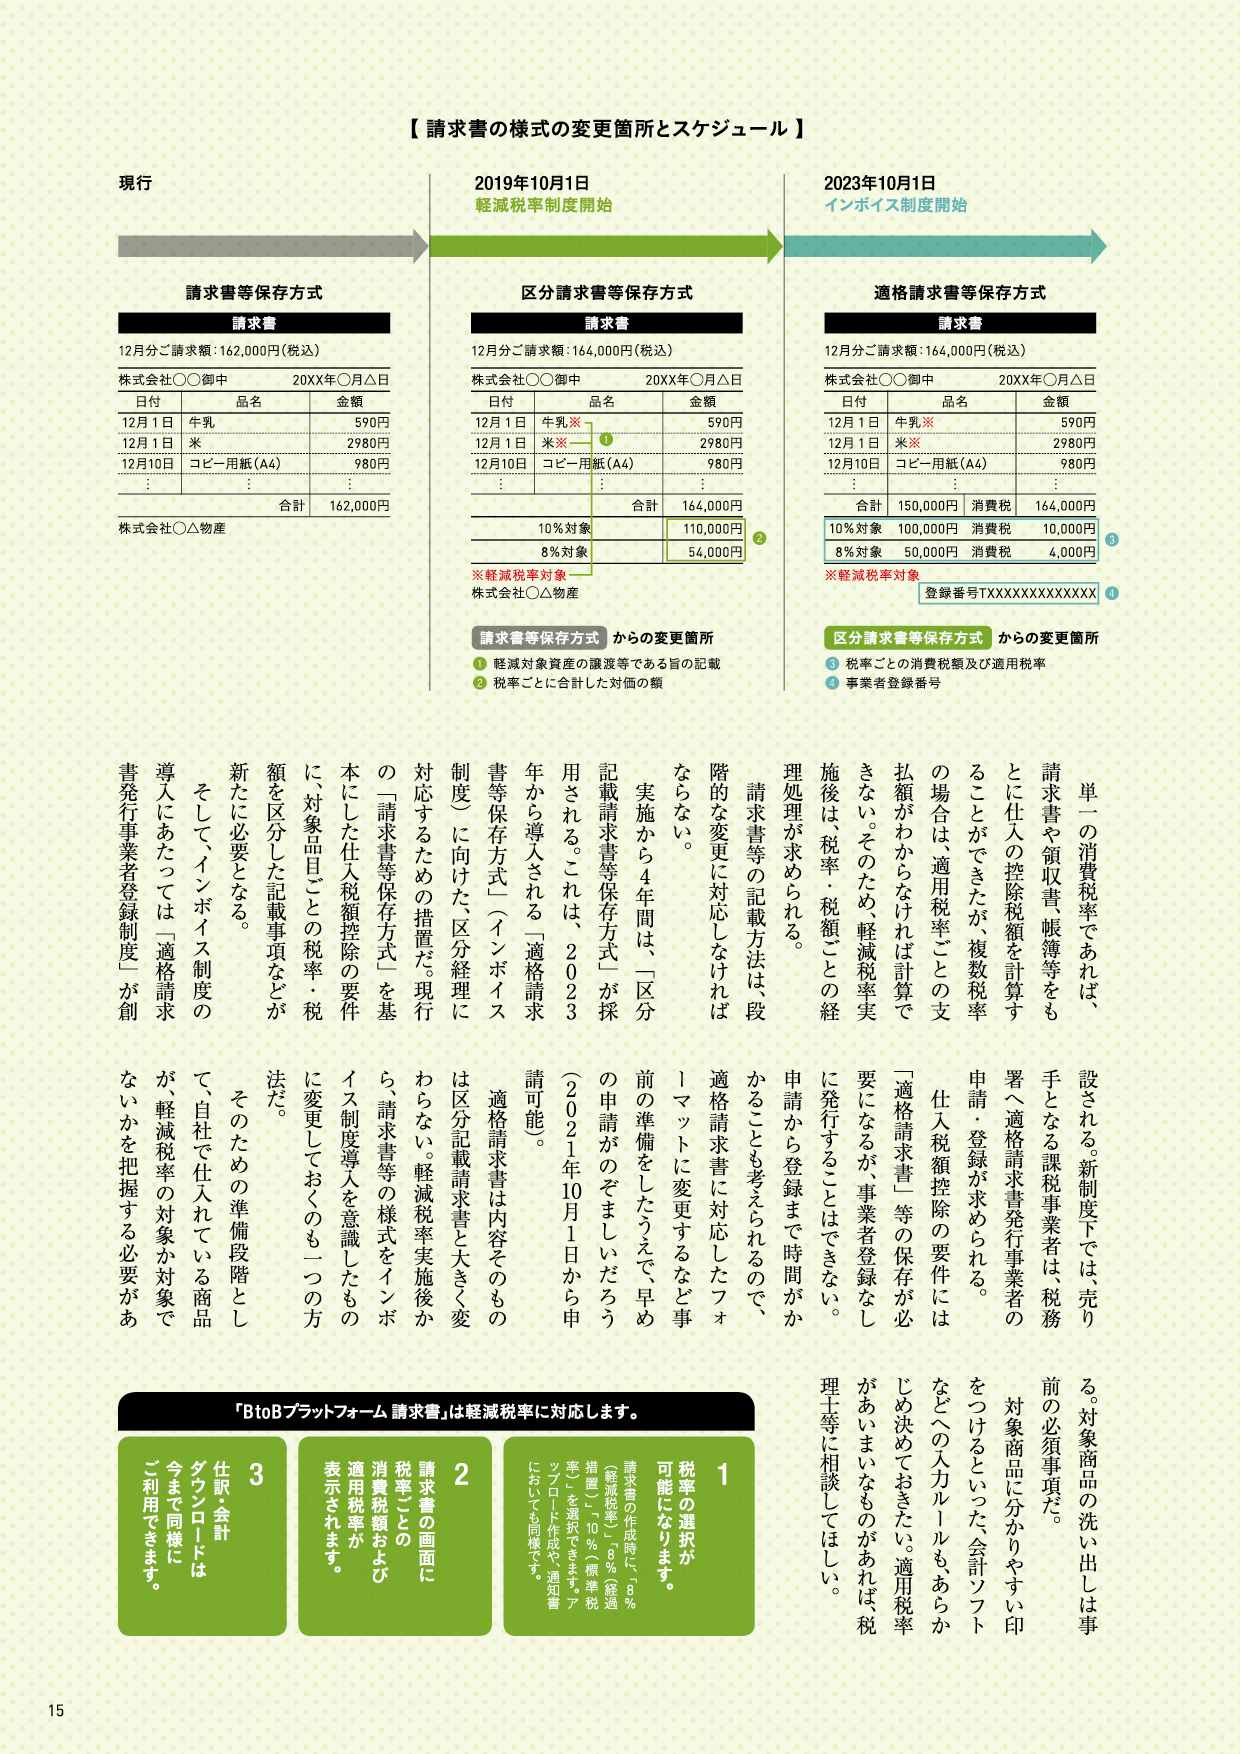 【 請求書の様式の変更箇所とスケジュール 】
現行
2019年10月1日
軽減税率制度開始
2023年10月1日
インボイス制度開始
請求書等保存方式
請求書
12月分ご請求額：162,000円（税込）
株式会社〇〇御中 20XX年〇月△日
日付 品名 金額
12月 1日 牛乳 590円
12月 1日 米 2980円
12月10日 コピー用紙（A4） 980円
⋮ ⋮ ⋮
合計 162,000円
株式会社〇△物産
区分請求書等保存方式
請求書
12月分ご請求額：164,000円（税込）
株式会社〇〇御中 20XX年〇月△日
日付 品名 金額
12月 1日 牛乳※ 590円
12月 1日 米※ ① 2980円
12月10日 コピー用紙（A4） 980円
⋮ ⋮ ⋮
合計 164,000円
10％対象 110,000円 ②
8％対象 54,000円
※軽減税率対象
株式会社〇△物産
請求書等保存方式 からの変更箇所
① 軽減対象資産の譲渡等である旨の記載
② 税率ごとに合計した対価の額
適格請求書等保存方式
請求書
12月分ご請求額：164,000円（税込）
株式会社〇〇御中 20XX年〇月△日
日付 品名 金額
12月 1日 牛乳※ 590円
12月 1日 米※ 2980円
12月10日 コピー用紙（A4） 980円
⋮ ⋮ ⋮
合計 150,000円 消費税 164,000円
10％対象 100,000円 消費税 10,000円 ③
8％対象 50,000円 消費税 4,000円
※軽減税率対象
登録番号TXXXXXXXXXXXXX ④
区分請求書等保存方式 からの変更箇所
③ 税率ごとの消費税額及び適用税率
④ 事業者登録番号
単一の消費税率であれば、
請求書や領収書、帳簿等をも
とに仕入の控除税額を計算す
ることができたが、複数税率
の場合は、適用税率ごとの支
払額がわからなければ計算で
きない。そのため、軽減税率実
施後は、税率・税額ごとの経
理処理が求められる。
請求書等の記載方法は、段
階的な変更に対応しなければ
ならない。
実施から4年間は、「区分
記載請求書等保存方式」が採
用される。これは、2023
年から導入される「適格請求
書等保存方式」（インボイス
制度）に向けた、区分経理に
対応するための措置だ。現行
の「請求書等保存方式」を基
本にした仕入税額控除の要件
に、対象品目ごとの税率・税
額を区分した記載事項などが
新たに必要となる。
そして、インボイス制度の
導入にあたっては「適格請求
書発行事業者登録制度」が創
設される。新制度下では、売り
手となる課税事業者は、税務
署へ適格請求書発行事業者の
申請・登録が求められる。
仕入税額控除の要件には
「適格請求書」等の保存が必
要になるが、事業者登録なし
に発行することはできない。
申請から登録まで時間がか
かることも考えられるので、
適格請求書に対応したフォ
ーマットに変更するなど事
前の準備をしたうえで、早め
の申請がのぞましいだろう
（2021年10月1日から申
請可能）。
適格請求書は内容そのもの
は区分記載請求書と大きく変
わらない。軽減税率実施後か
ら、請求書等の様式をインボ
イス制度導入を意識したもの
に変更しておくのも一つの方
法だ。
そのための準備段階とし
て、自社で仕入れている商品
が、軽減税率の対象か対象で
ないかを把握する必要があ
る。対象商品の洗い出しは事
前の必須事項だ。
対象商品に分かりやすい印
をつけるといった、会計ソフト
などへの入力ルールも、あらか
じめ決めておきたい。適用税率
があいまいなものがあれば、税
理士等に相談してほしい。
「BtoBプラットフォーム 請求書」は軽減税率に対応します。
1
税率の選択が
可能になります。
請求書の作成時に、「8％
（軽減税率）」「8％（経過
措置）」「10％（標準税
率）」を選択できます。ア
ップロード作成や、通知書
においても同様です。
2
請求書の画面に
税率ごとの
消費税額および
適用税率が
表示されます。
3
仕訳・会計
ダウンロードは
今まで同様に
ご利用できます。
15